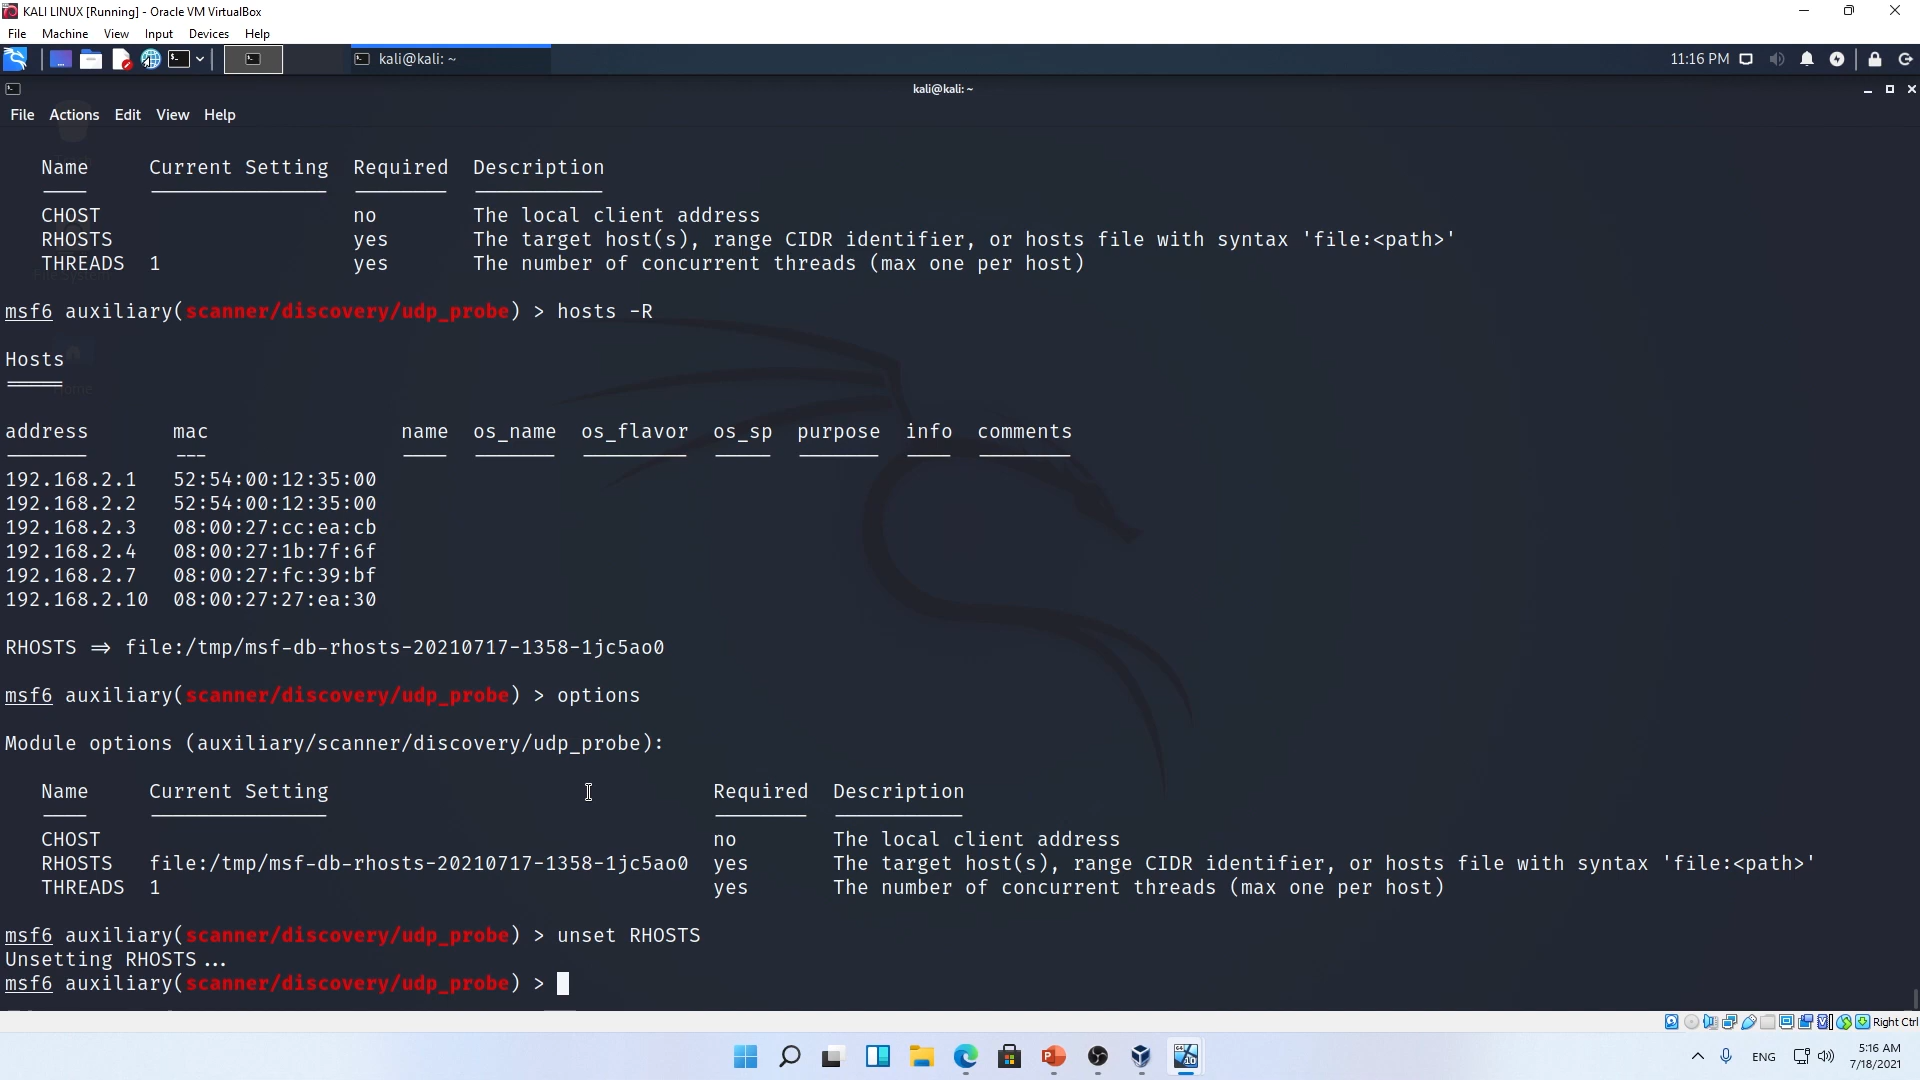 KALI LINUX [Running] - Oracle VM VirtualBox
File Machine View Input Devices Help
kali@kali: ~
11:16 PM
kali@kali: ~
File Actions Edit View Help
Name Current Setting Required Description
CHOST no The local client address
RHOSTS yes The target host(s), range CIDR identifier, or hosts file with syntax 'file:<path>'
THREADS 1 yes The number of concurrent threads (max one per host)
msf6 auxiliary(scanner/discovery/udp_probe) > hosts -R
Hosts
address mac name os_name os_flavor os_sp purpose info comments
192.168.2.1 52:54:00:12:35:00
192.168.2.2 52:54:00:12:35:00
192.168.2.3 08:00:27:cc:ea:cb
192.168.2.4 08:00:27:1b:7f:6f
192.168.2.7 08:00:27:fc:39:bf
192.168.2.10 08:00:27:27:ea:30
RHOSTS => file:/tmp/msf-db-rhosts-20210717-1358-1jc5ao0
msf6 auxiliary(scanner/discovery/udp_probe) > options
Module options (auxiliary/scanner/discovery/udp_probe):
Name Current Setting Required Description
CHOST no The local client address
RHOSTS file:/tmp/msf-db-rhosts-20210717-1358-1jc5ao0 yes The target host(s), range CIDR identifier, or hosts file with syntax 'file:<path>'
THREADS 1 yes The number of concurrent threads (max one per host)
msf6 auxiliary(scanner/discovery/udp_probe) > unset RHOSTS
Unsetting RHOSTS...
msf6 auxiliary(scanner/discovery/udp_probe) >
Right Ctrl
ENG
5:16 AM
7/18/2021